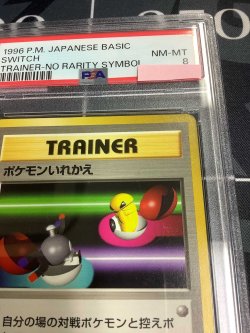 1996 P.M. JAPANESE BASIC
SWITCH NM-MT
TRAINER-NO RARITY SYMBOL 8
PSA
TRAINER
ポケモンいれかえ
自分の場の対戦ポケモンと控えポ